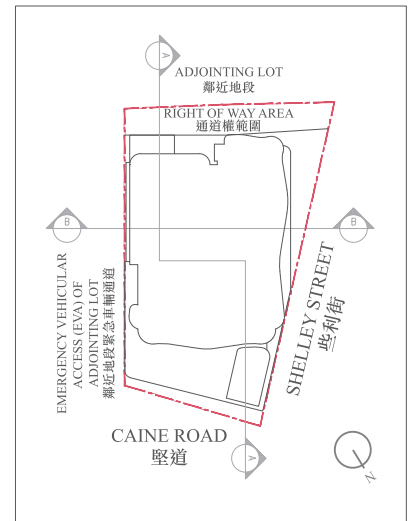 A
ADJOINTING LOT
鄰近地段
RIGHT OF WAY AREA
通道權範圍
B
B
EMERGENCY VEHICULAR
ACCESS (EVA) OF
ADJOINTING LOT
鄰近地段緊急車輛通道
SHELLEY STREET
些利街
CAINE ROAD
堅道
A
N